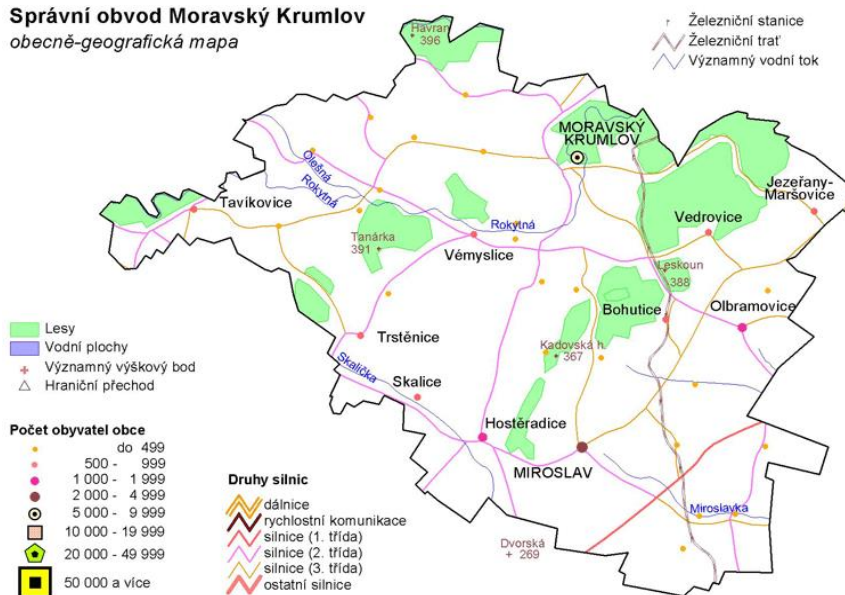 Správní obvod Moravský Krumlov
obecně-geografická mapa
Železniční stanice
Železniční trať
Významný vodní tok
Havran
396
MORAVSKÝ
KRUMLOV
Olešná
Rokytná
Tavíkovice
Jezeřany-
Maršovice
Vedrovice
Rokytná
Tanárka
391
Vémyslice
Leskoun
388
Bohutice
Olbramovice
Trstěnice
Kadovská h.
367
Skalička
Skalice
Hostěradice
MIROSLAV
Miroslavka
Dvorská
269
Lesy
Vodní plochy
Významný výškový bod
Hraniční přechod
Počet obyvatel obce
do 499
500 - 999
1 000 - 1 999
2 000 - 4 999
5 000 - 9 999
10 000 - 19 999
20 000 - 49 999
50 000 a více
Druhy silnic
dálnice
rychlostní komunikace
silnice (1. třída)
silnice (2. třída)
silnice (3. třída)
ostatní silnice